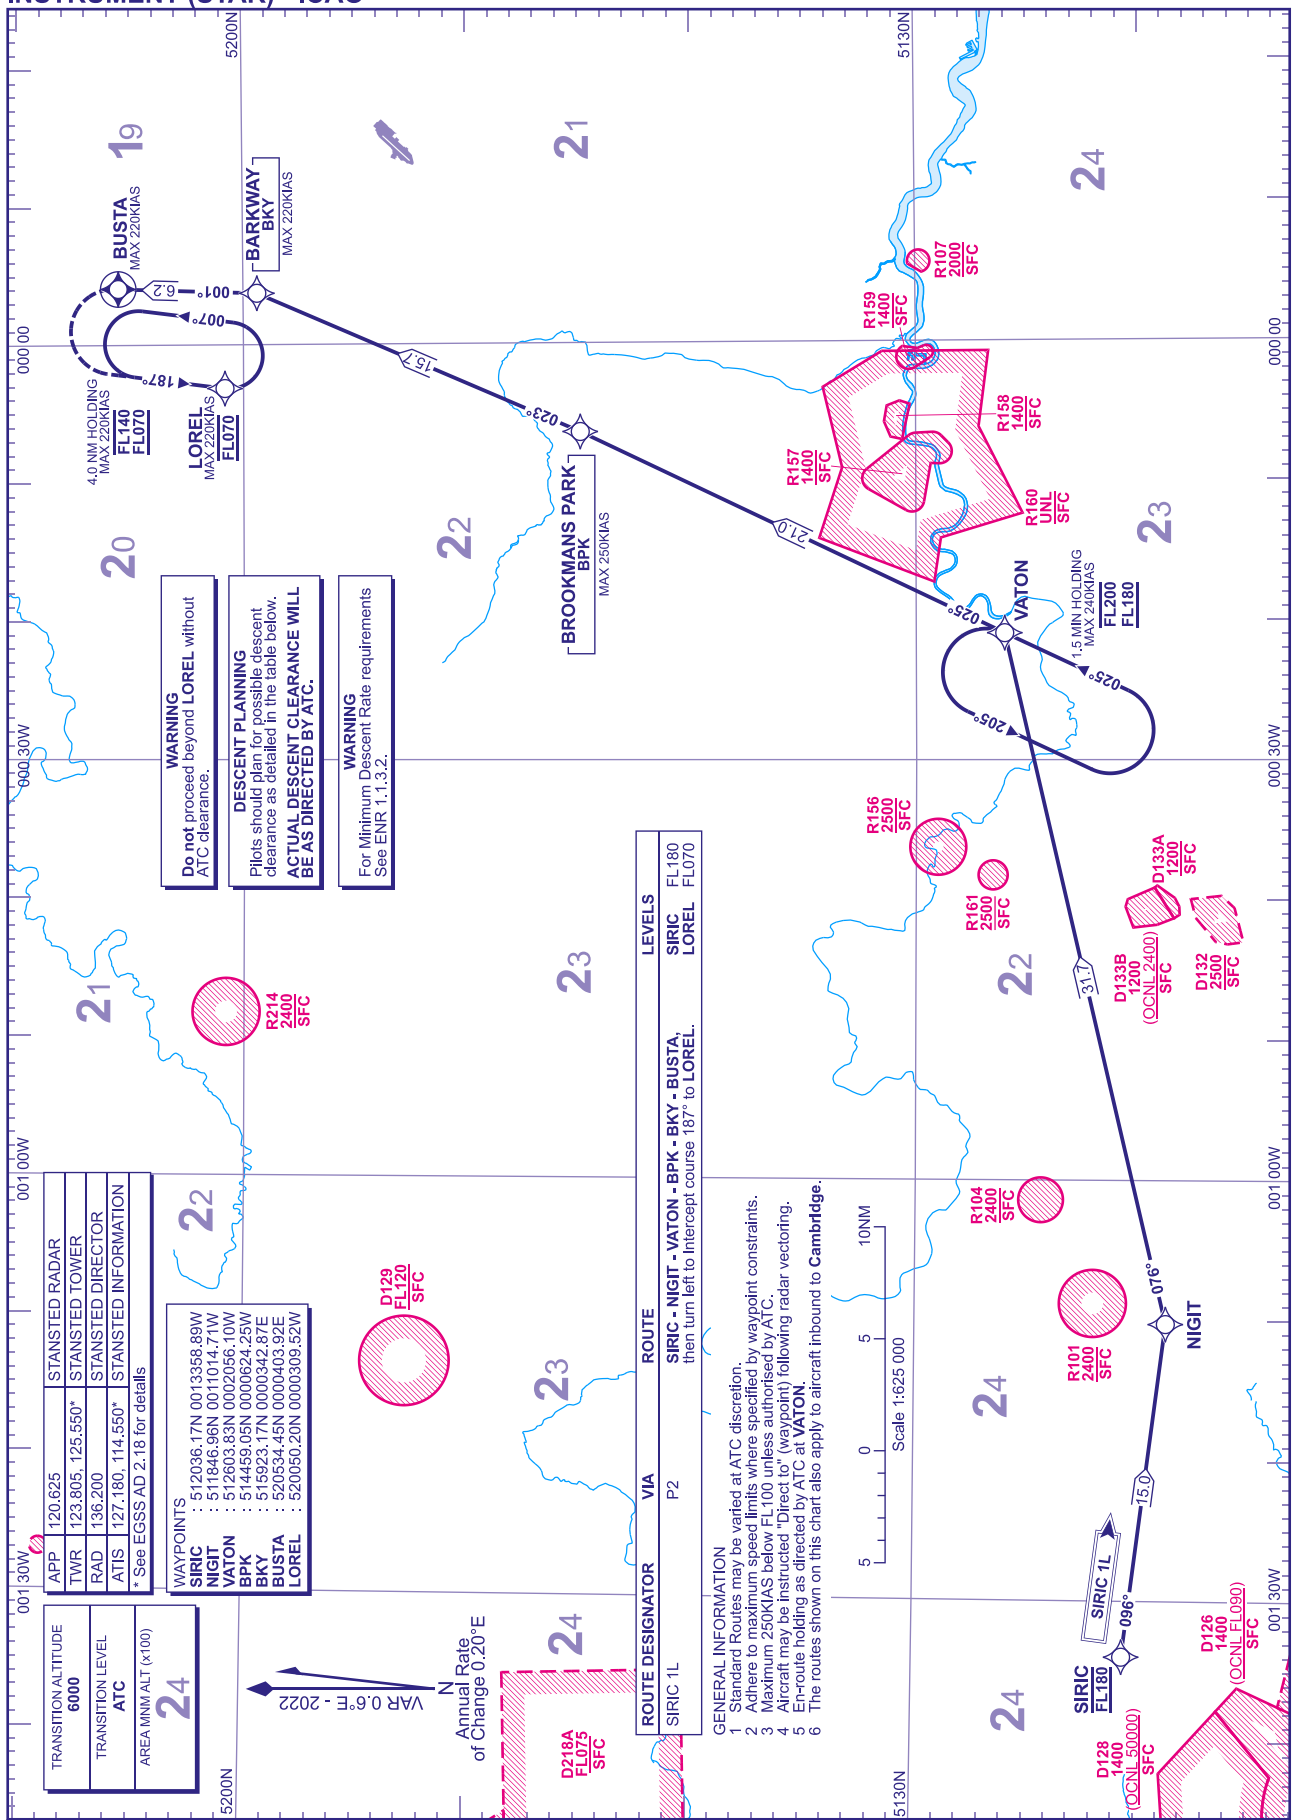 INSTRUMENT (STAR) - ICAO
TRANSITION ALTITUDE
6000
TRANSITION LEVEL
ATC
AREA MNM ALT (x100)
24
APP 120.625 STANSTED RADAR
TWR 123.805, 125.550* STANSTED TOWER
RAD 136.200 STANSTED DIRECTOR
ATIS 127.180, 114.550* STANSTED INFORMATION
* See EGSS AD 2.18 for details
WAYPOINTS
SIRIC : 512036.17N 0013358.89W
NIGIT : 511846.96N 0011014.71W
VATON : 512603.83N 0002056.10W
BPK : 514459.05N 0000624.25W
BKY : 515923.17N 0000342.87E
BUSTA : 520534.45N 0000403.92E
LOREL : 520050.20N 0000309.52W
WARNING
Do not proceed beyond LOREL without
ATC clearance.
DESCENT PLANNING
Pilots should plan for possible descent
clearance as detailed in the table below.
ACTUAL DESCENT CLEARANCE WILL
BE AS DIRECTED BY ATC.
WARNING
For Minimum Descent Rate requirements
See ENR 1.1.3.2.
001 30W
001 00W
000 30W
000 00
5200N
5200N
VAR 0.6°E - 2022
N
Annual Rate
of Change 0.20°E
4.0 NM HOLDING
MAX 220KIAS
FL140
FL070
187°
007°
LOREL
MAX 220KIAS
FL070
BUSTA
MAX 220KIAS
6.2
001°
BARKWAY
BKY
MAX 220KIAS
15.7
023°
BROOKMANS PARK
BPK
MAX 250KIAS
21.0
025°
VATON
1.5 MIN HOLDING
MAX 240KIAS
FL200
FL180
205°
025°
31.7
076°
NIGIT
15.0
096°
SIRIC 1L
SIRIC
FL180
19
20
21
22
21
22
23
23
24
24
22
24
24
23
24
R214
2400
SFC
D129
FL120
SFC
D218A
FL075
SFC
ROUTE DESIGNATOR VIA ROUTE LEVELS
SIRIC 1L P2 SIRIC - NIGIT - VATON - BPK - BKY - BUSTA, SIRIC FL180
then turn left to Intercept course 187° to LOREL. LOREL FL070
GENERAL INFORMATION
1 Standard Routes may be varied at ATC discretion.
2 Adhere to maximum speed limits where specified by waypoint constraints.
3 Maximum 250KIAS below FL100 unless authorised by ATC.
4 Aircraft may be instructed "Direct to" (waypoint) following radar vectoring.
5 En-route holding as directed by ATC at VATON.
6 The routes shown on this chart also apply to aircraft inbound to Cambridge.
5 0 5 10NM
Scale 1:625 000
R157
1400
SFC
R158
1400
SFC
R159
1400
SFC
R107
2000
SFC
R160
UNL
SFC
R156
2500
SFC
R161
2500
SFC
D133A
1200
SFC
D133B
1200
(OCNL 2400)
SFC
D132
2500
SFC
R104
2400
SFC
R101
2400
SFC
D126
1400
(OCNL FL090)
SFC
D128
1400
(OCNL 50000)
SFC
5130N
5130N
001 30W
001 00W
000 30W
000 00